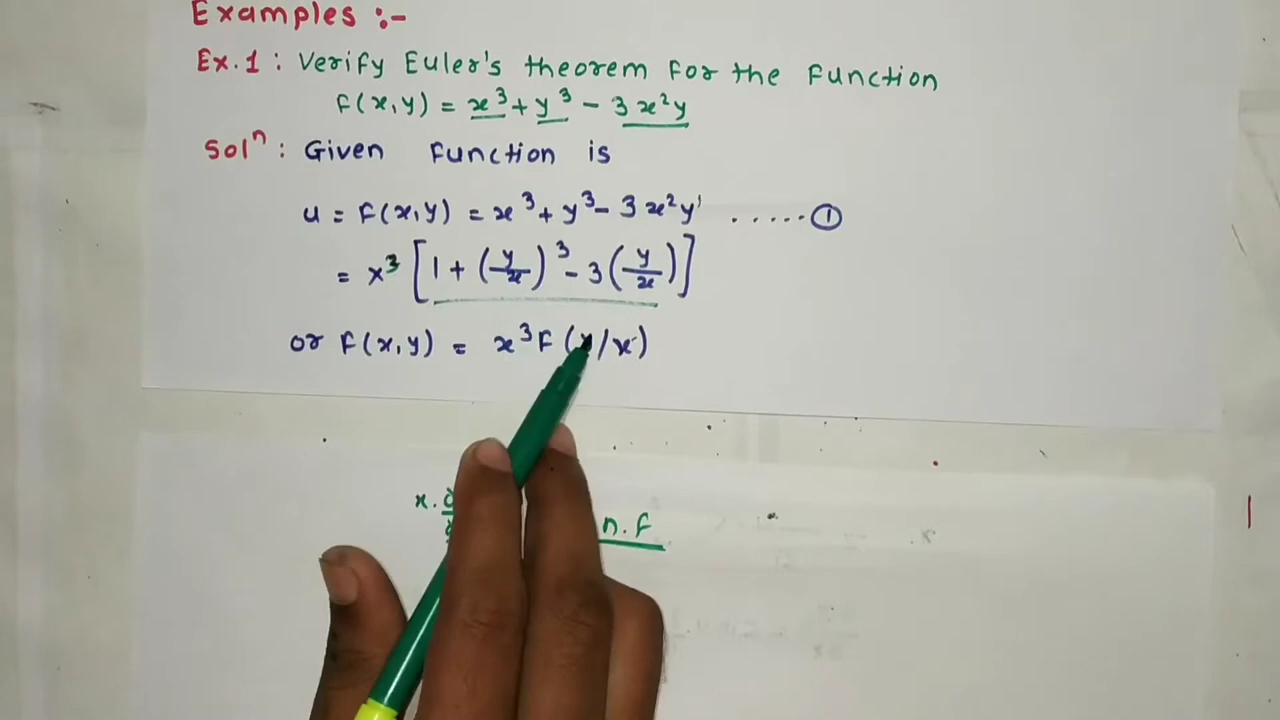 Examples :-
Ex.1 : Verify Euler's theorem for the function
f(x,y) = x³ + y³ - 3x²y
Solⁿ : Given function is
u = f(x,y) = x³ + y³ - 3x²y ..... ①
= x³ [1 + (y/x)³ - 3(y/x)]
or f(x,y) = x³ F(y/x)
x. n.f